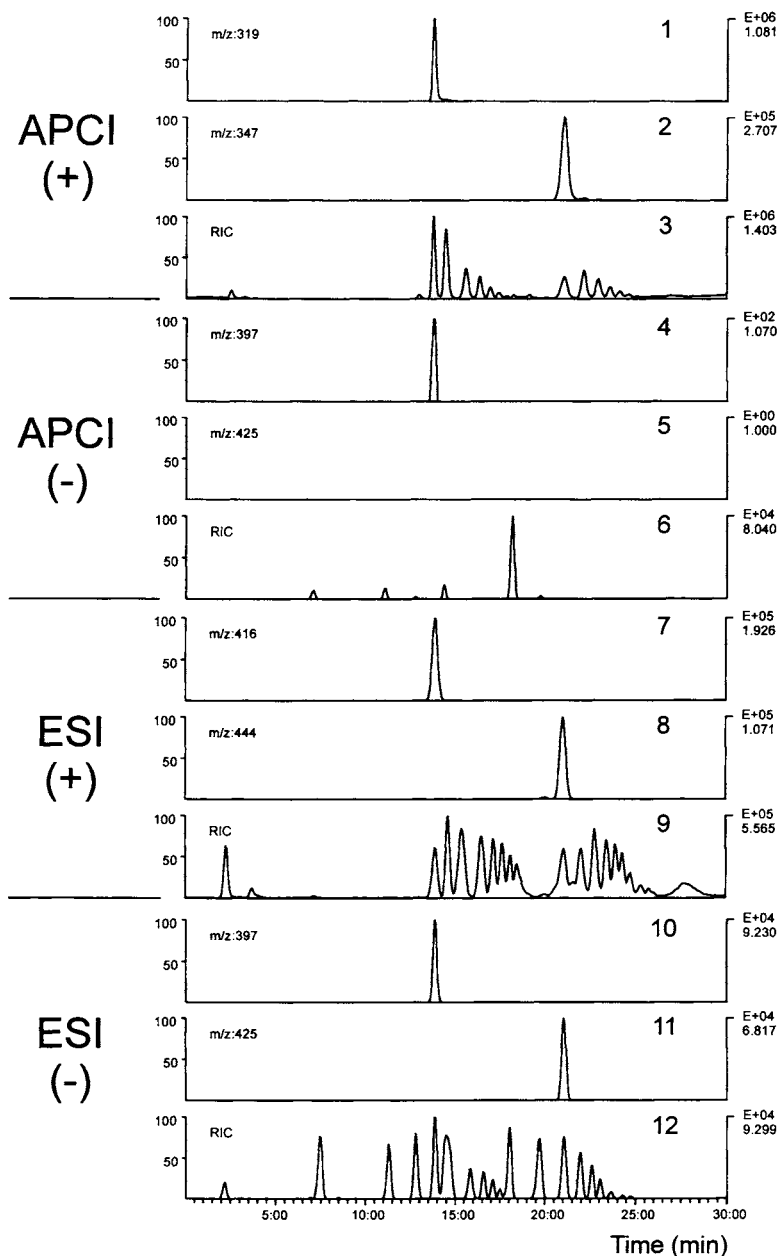 100
50
m/z:319
1
E+06
1.081
APCI
(+)
100
50
m/z:347
2
E+05
2.707
100
50
RIC
3
E+06
1.403
APCI
(-)
100
50
m/z:397
4
E+02
1.070
100
50
m/z:425
5
E+00
1.000
100
50
RIC
6
E+04
8.040
ESI
(+)
100
50
m/z:416
7
E+05
1.926
100
50
m/z:444
8
E+05
1.071
100
50
RIC
9
E+05
5.565
ESI
(-)
100
50
m/z:397
10
E+04
9.230
100
50
m/z:425
11
E+04
6.817
100
50
RIC
12
E+04
9.299
5:00 10:00 15:00 20:00 25:00 30:00
Time (min)